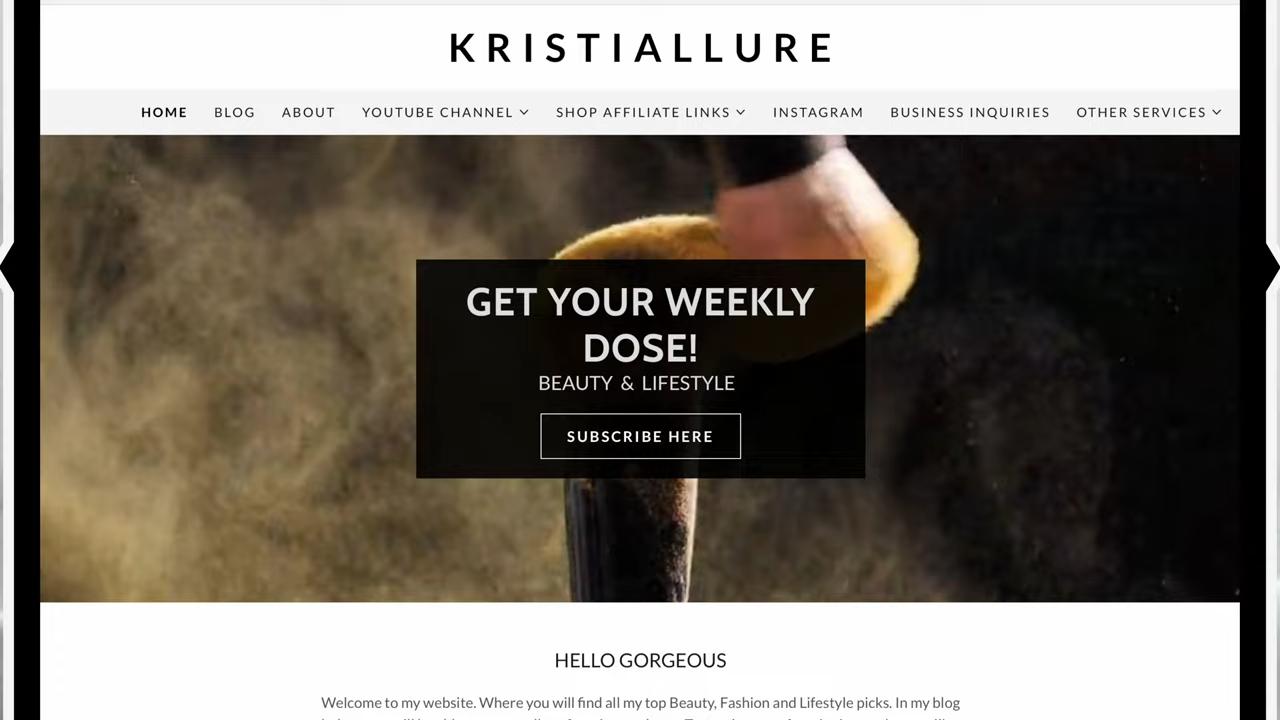 KRISTIALLURE
HOME BLOG ABOUT YOUTUBE CHANNEL SHOP AFFILIATE LINKS INSTAGRAM BUSINESS INQUIRIES OTHER SERVICES
GET YOUR WEEKLY
DOSE!
BEAUTY & LIFESTYLE
SUBSCRIBE HERE
HELLO GORGEOUS
Welcome to my website. Where you will find all my top Beauty, Fashion and Lifestyle picks. In my blog